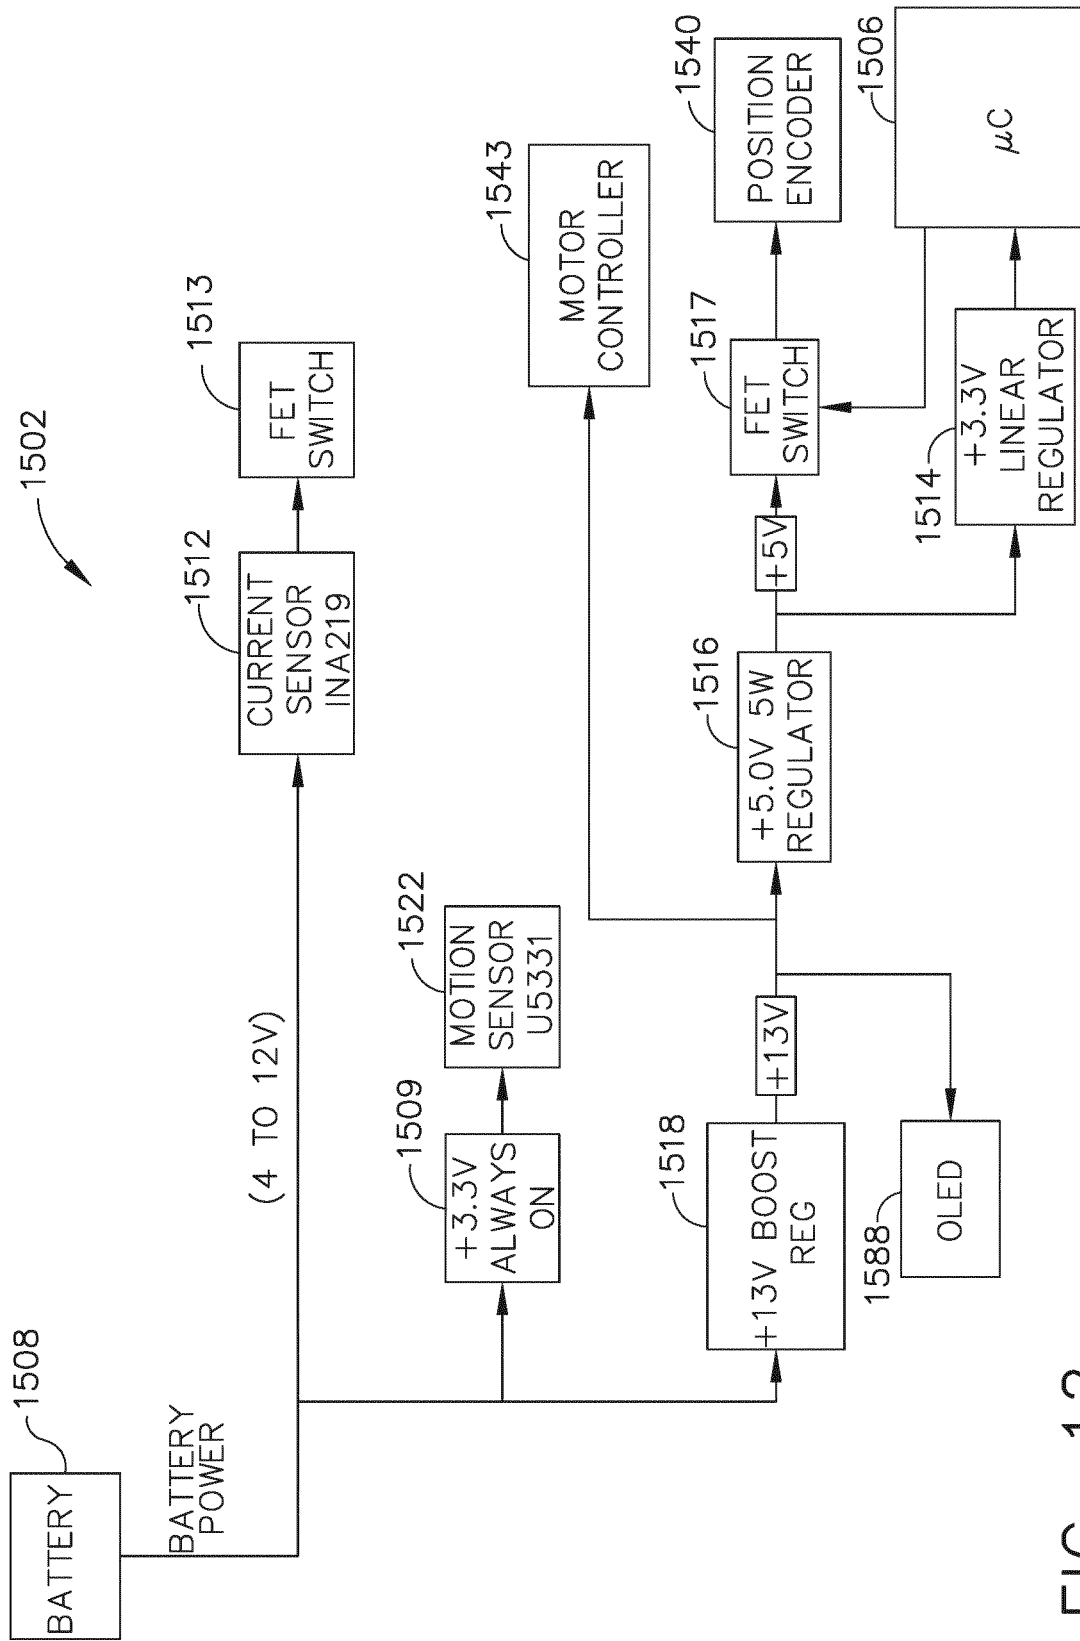 1502
BATTERY
1508
BATTERY
POWER
(4 TO 12V)
CURRENT
SENSOR
INA219
1512
FET
SWITCH
1513
+3.3V
ALWAYS
ON
1509
MOTION
SENSOR
U5331
1522
MOTOR
CONTROLLER
1543
+13V BOOST
REG
1518
+13V
+5.0V 5W
REGULATOR
1516
+5V
FET
SWITCH
1517
POSITION
ENCODER
1540
OLED
1588
+3.3V
LINEAR
REGULATOR
1514
μC
1506